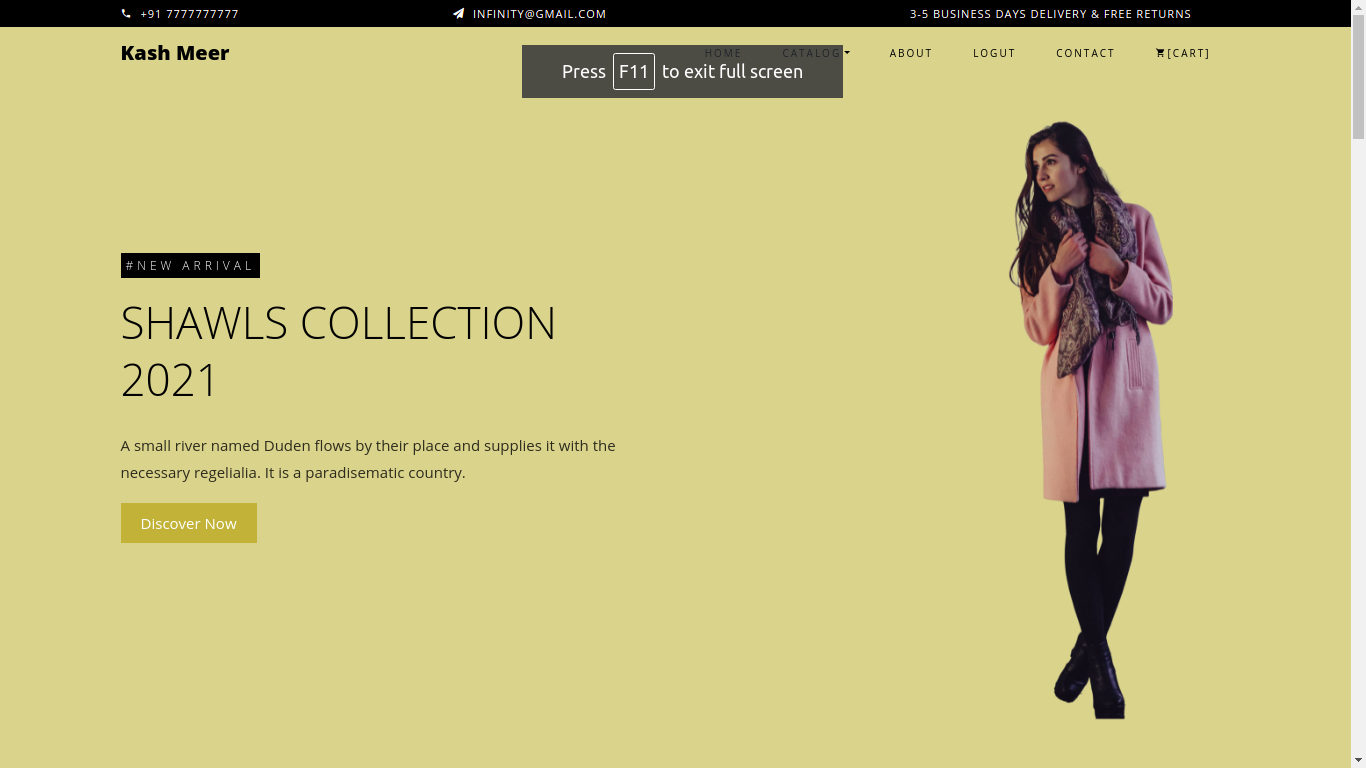 +91 7777777777
INFINITY@GMAIL.COM
3-5 BUSINESS DAYS DELIVERY & FREE RETURNS
Kash Meer
HOME CATALOG ABOUT LOGUT CONTACT [CART]
Press F11 to exit full screen
#NEW ARRIVAL
SHAWLS COLLECTION
2021
A small river named Duden flows by their place and supplies it with the
necessary regelialia. It is a paradisematic country.
Discover Now